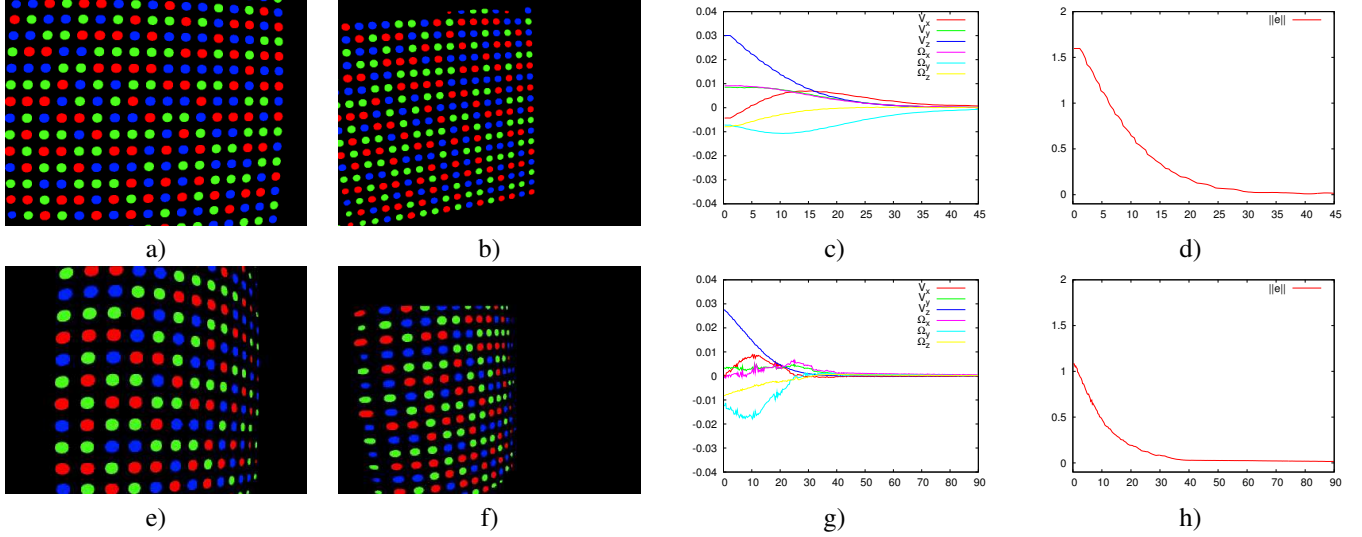 0.04
0.03
0.02
0.01
0
-0.01
-0.02
-0.03
-0.04
0 5 10 15 20 25 30 35 40 45
V_x
V_y
V_z
Ω_x
Ω_y
Ω_z
2
1.5
1
0.5
0
0 5 10 15 20 25 30 35 40 45
||e||
a) b) c) d)
0.04
0.03
0.02
0.01
0
-0.01
-0.02
-0.03
-0.04
0 10 20 30 40 50 60 70 80 90
V_x
V_y
V_z
Ω_x
Ω_y
Ω_z
2
1.5
1
0.5
0
0 10 20 30 40 50 60 70 80 90
||e||
e) f) g) h)